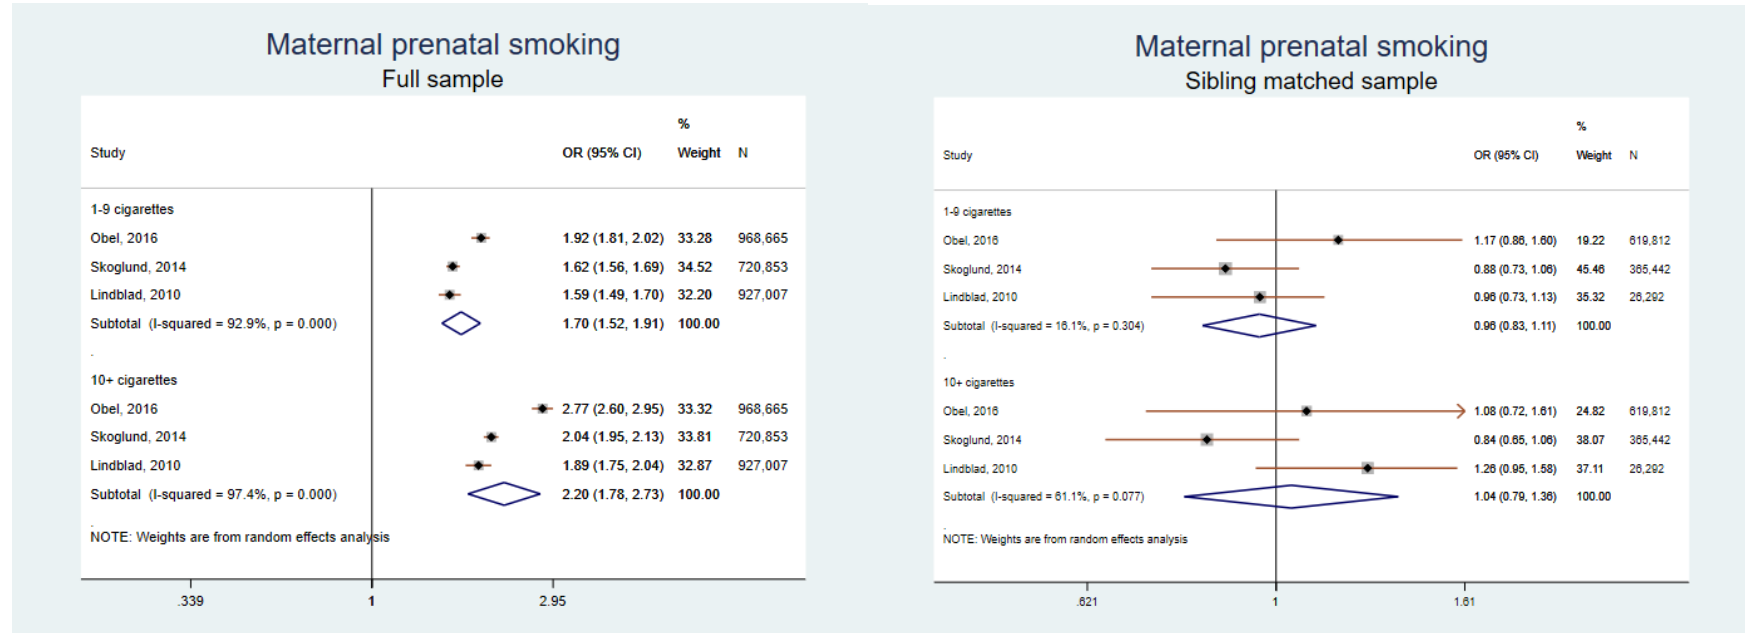 Maternal prenatal smoking
Full sample
%
Study OR (95% CI) Weight N
1-9 cigarettes
Obel, 2016 1.92 (1.81, 2.02) 33.28 968,665
Skoglund, 2014 1.62 (1.56, 1.69) 34.52 720,853
Lindblad, 2010 1.59 (1.49, 1.70) 32.20 927,007
Subtotal (I-squared = 92.9%, p = 0.000) 1.70 (1.52, 1.91) 100.00
.
10+ cigarettes
Obel, 2016 2.77 (2.60, 2.95) 33.32 968,665
Skoglund, 2014 2.04 (1.95, 2.13) 33.81 720,853
Lindblad, 2010 1.89 (1.75, 2.04) 32.87 927,007
Subtotal (I-squared = 97.4%, p = 0.000) 2.20 (1.78, 2.73) 100.00
.
NOTE: Weights are from random effects analysis
.339 1 2.95
Maternal prenatal smoking
Sibling matched sample
%
Study OR (95% CI) Weight N
1-9 cigarettes
Obel, 2016 1.17 (0.86, 1.60) 19.22 619,812
Skoglund, 2014 0.88 (0.73, 1.06) 45.46 365,442
Lindblad, 2010 0.96 (0.73, 1.13) 35.32 26,292
Subtotal (I-squared = 16.1%, p = 0.304) 0.96 (0.83, 1.11) 100.00
.
10+ cigarettes
Obel, 2016 1.08 (0.72, 1.61) 24.82 619,812
Skoglund, 2014 0.84 (0.65, 1.06) 38.07 365,442
Lindblad, 2010 1.26 (0.95, 1.58) 37.11 26,292
Subtotal (I-squared = 61.1%, p = 0.077) 1.04 (0.79, 1.36) 100.00
.
NOTE: Weights are from random effects analysis
.621 1 1.61